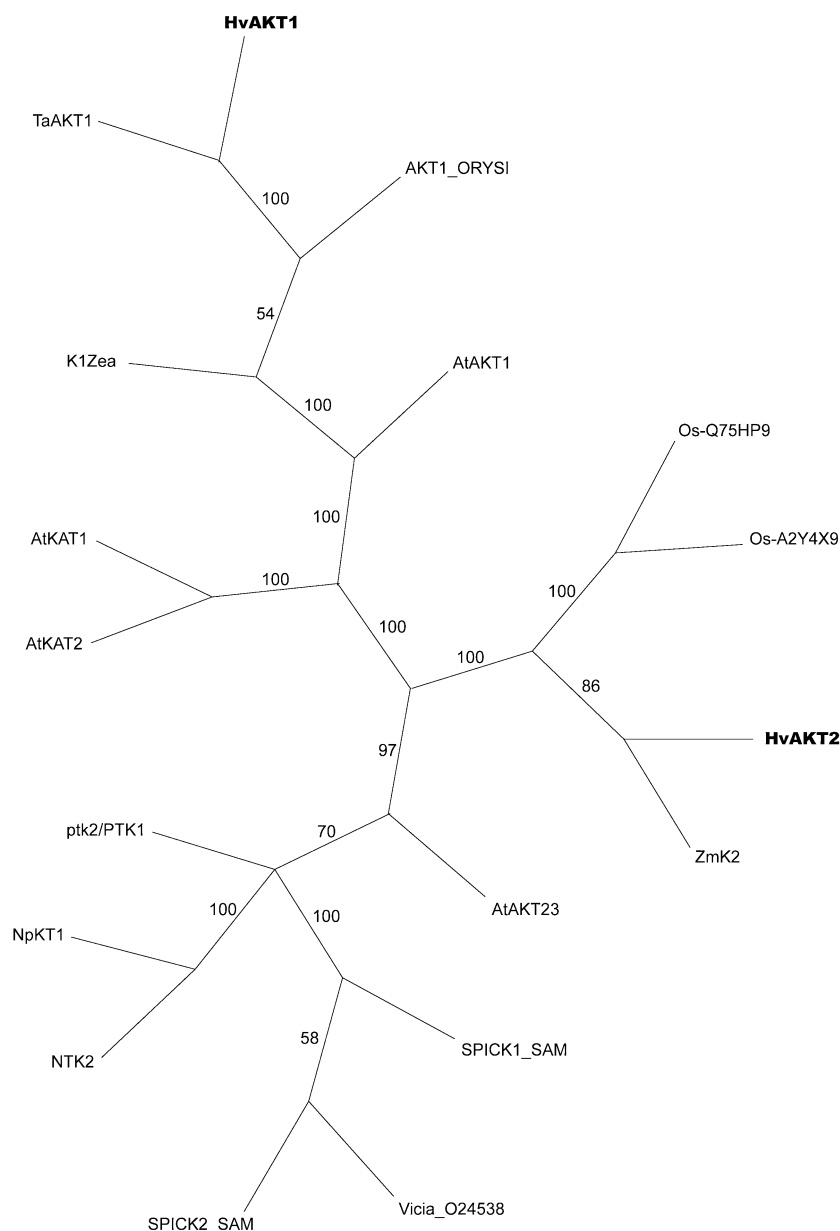 HvAKT1
TaAKT1
AKT1_ORYSI
100
54
K1Zea
AtAKT1
100
Os-Q75HP9
100
AtKAT1
Os-A2Y4X9
100
100
100
AtKAT2
100
86
HvAKT2
97
ptk2/PTK1
70
ZmK2
100
100
AtAKT23
NpKT1
58
SPICK1_SAM
NTK2
Vicia_O24538
SPICK2_SAM